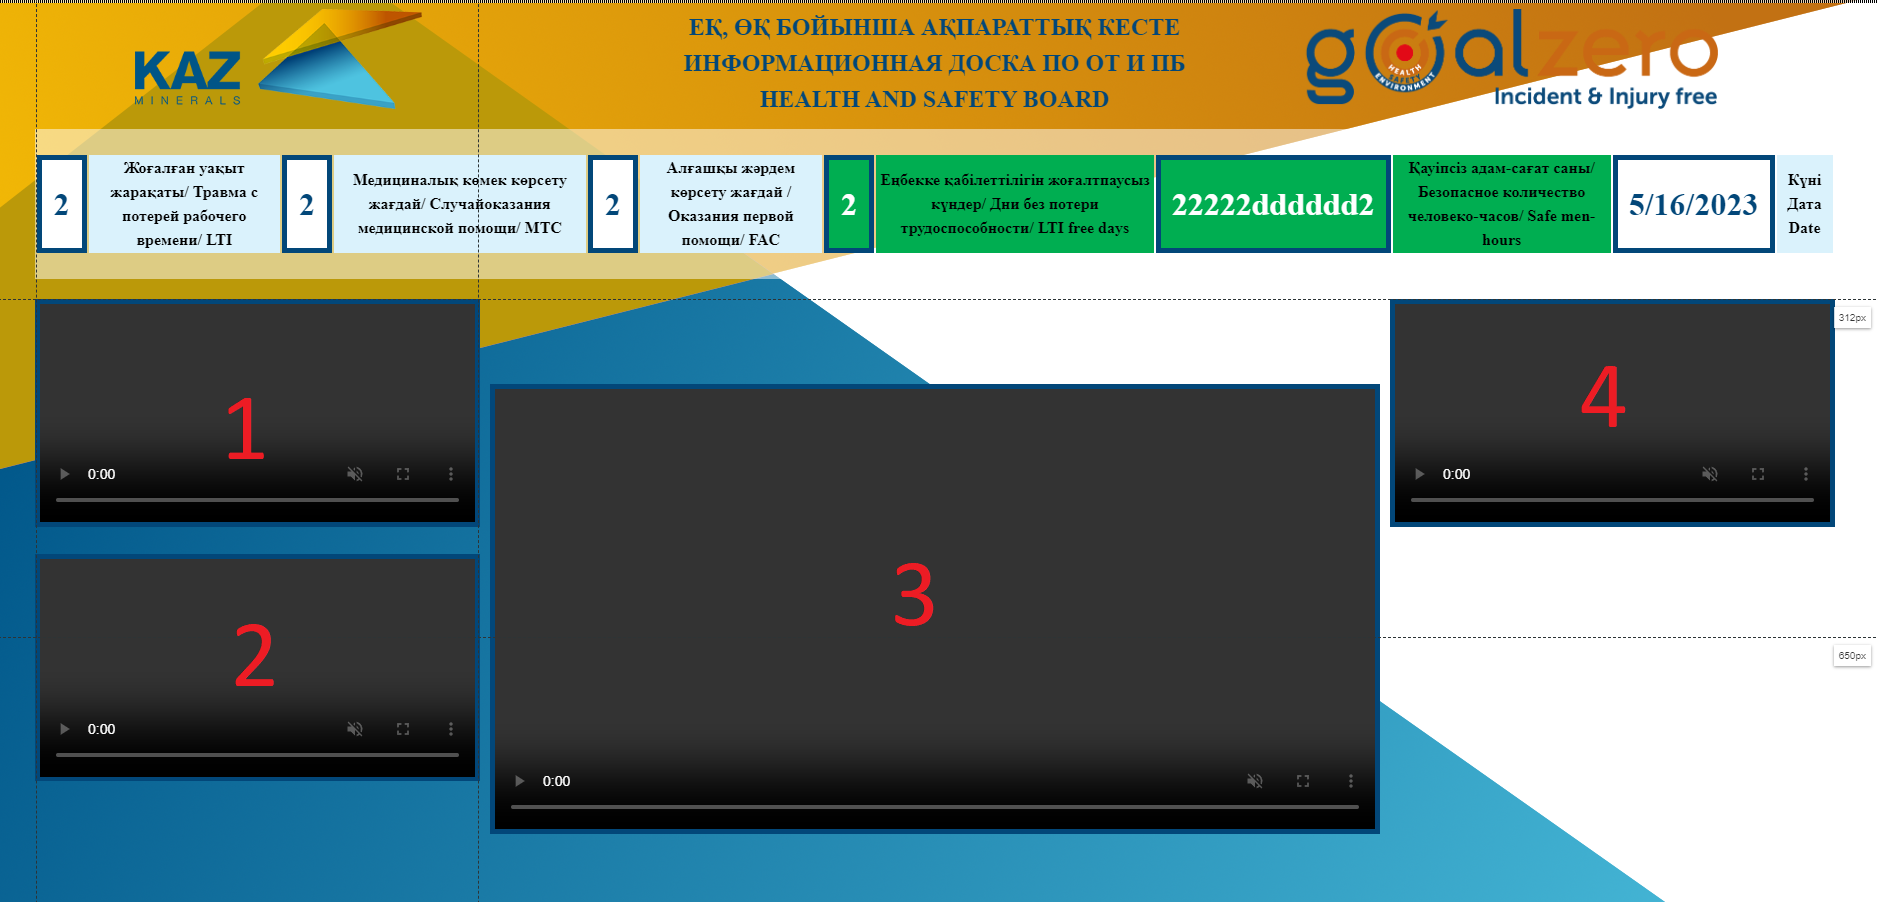 KAZ
MINERALS
ЕҚ, ӨҚ БОЙЫНША АҚПАРАТТЫҚ КЕСТЕ
ИНФОРМАЦИОННАЯ ДОСКА ПО ОТ И ПБ
HEALTH AND SAFETY BOARD
goalzero
HEALTH
SAFETY
ENVIRONMENT
Incident & Injury free
2
Жоғалған уақыт
жарақаты/ Травма с
потерей рабочего
времени/ LTI
2
Медициналық көмек көрсету
жағдай/ Случайоказания
медицинской помощи/ MTC
2
Алғашқы жәрдем
көрсету жағдай /
Оказания первой
помощи/ FAC
2
Еңбекке қабілеттілігін жоғалтпаусыз
күндер/ Дни без потери
трудоспособности/ LTI free days
22222dddddd2
Қауіпсіз адам-сағат саны/
Безопасное количество
человеко-часов/ Safe men-
hours
5/16/2023
Күні
Дата
Date
312px
1
0:00
4
0:00
3
0:00
2
0:00
650px